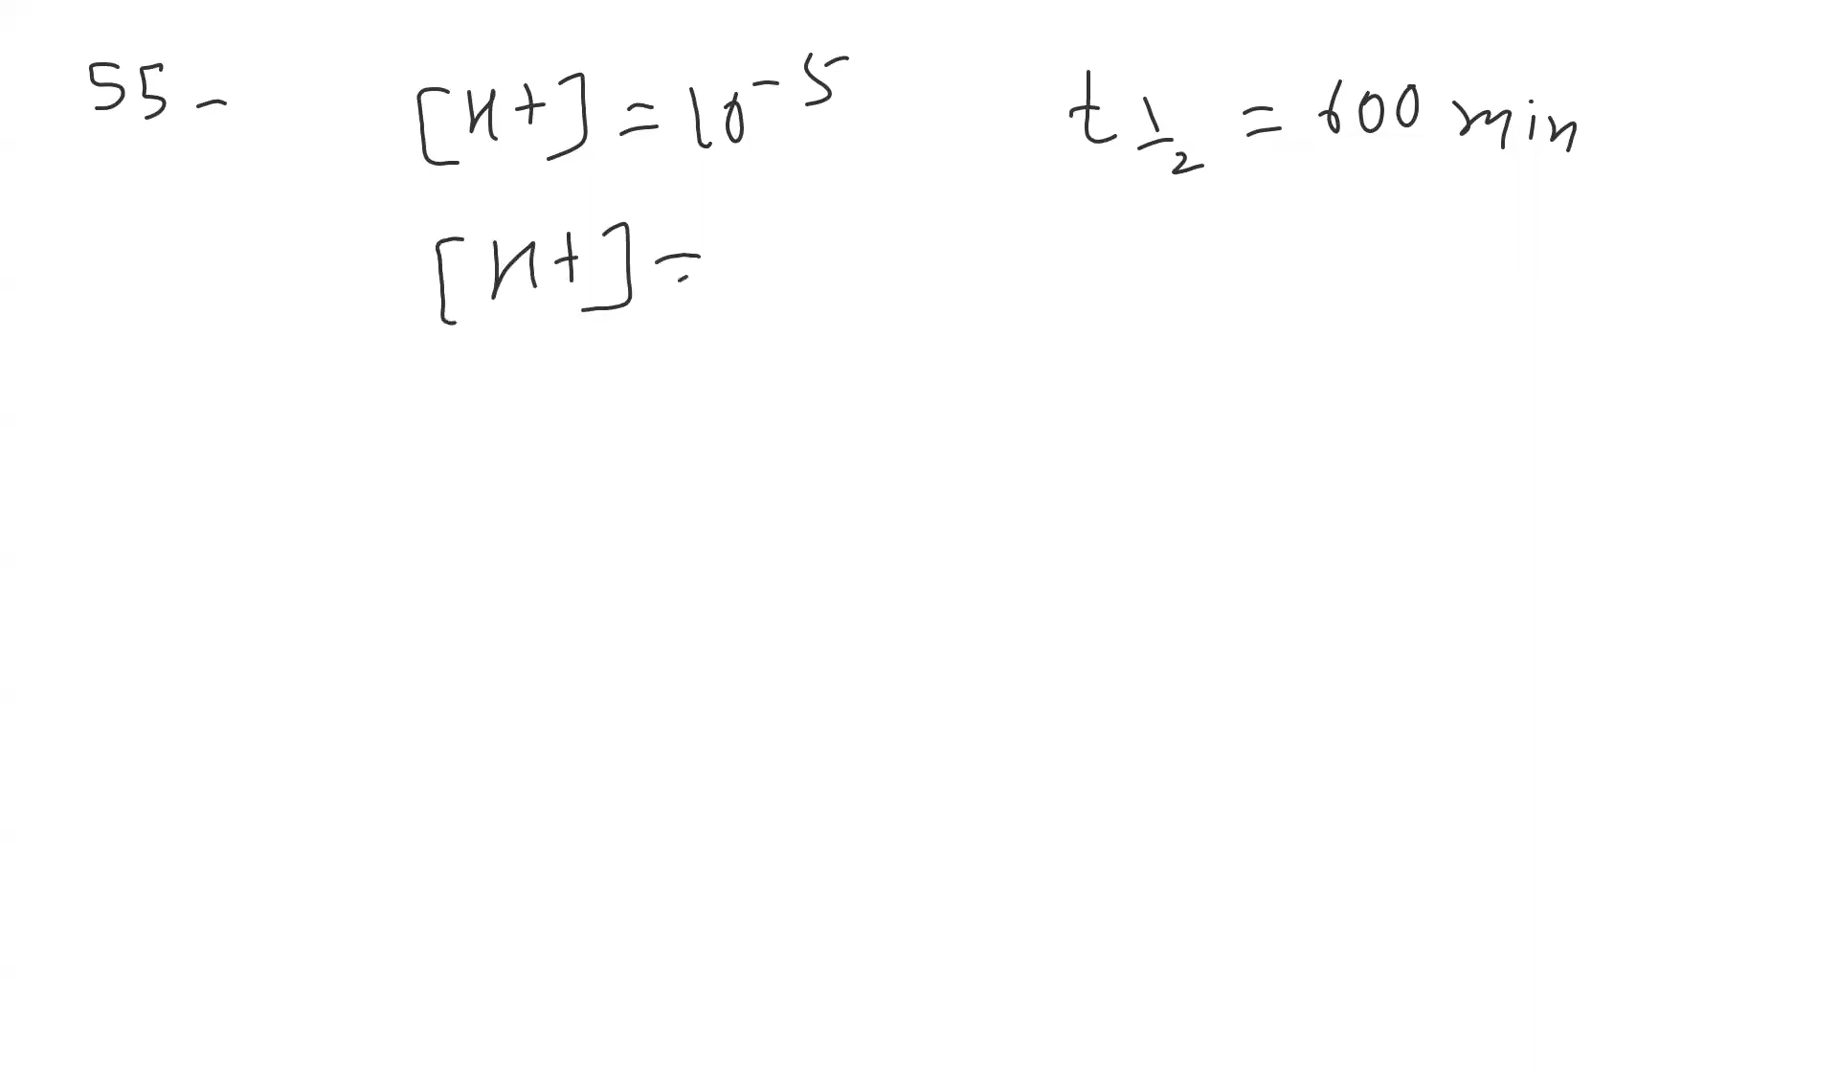 55- [H+] = 10^-5 t 1/2 = 600 min
[H+] =